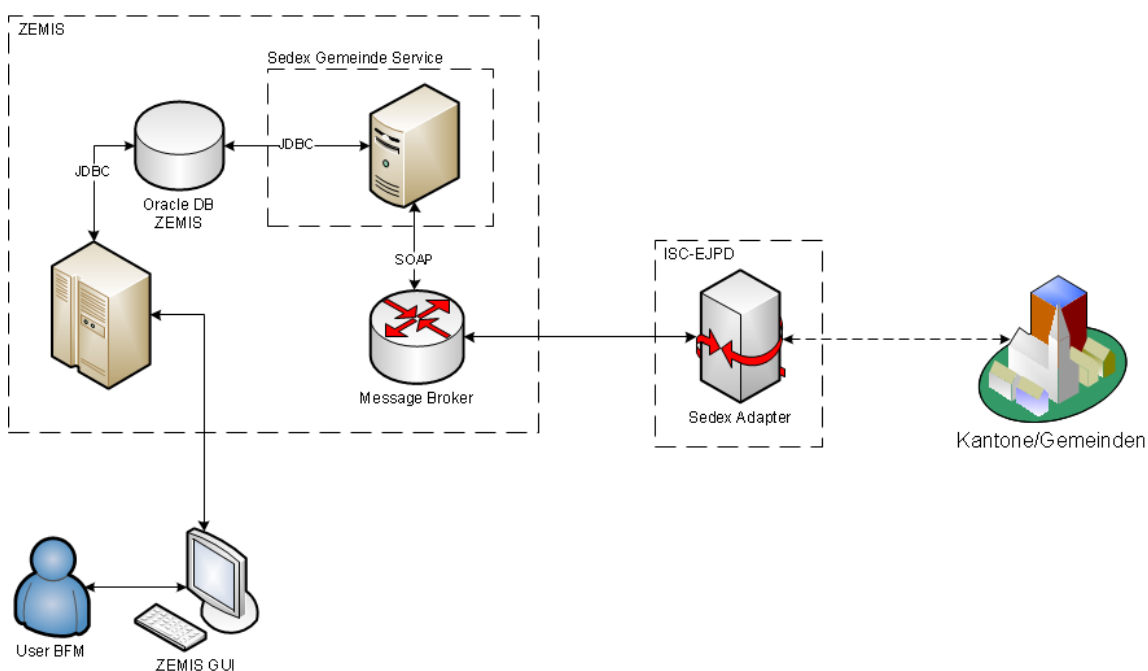 ZEMIS
Sedex Gemeinde Service
JDBC
JDBC
Oracle DB
ZEMIS
SOAP
ISC-EJPD
Message Broker
Sedex Adapter
Kantone/Gemeinden
User BFM
ZEMIS GUI